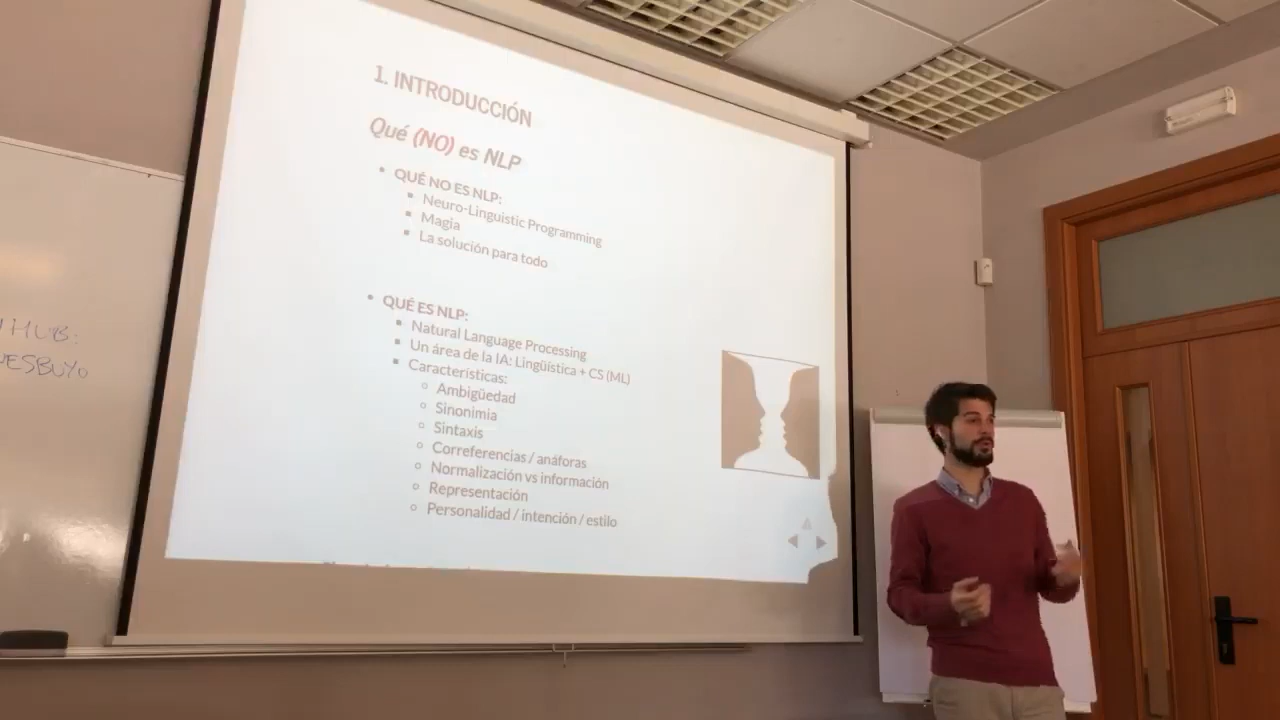 1. INTRODUCCIÓN
Qué (NO) es NLP
QUÉ NO ES NLP:
Neuro-Linguistic Programming
Magia
La solución para todo
QUÉ ES NLP:
Natural Language Processing
Un área de la IA: Lingüística + CS (ML)
Características:
Ambigüedad
Sinonimia
Sintaxis
Correferencias / anáforas
Normalización vs información
Representación
Personalidad / intención / estilo
HUB:
ESBUYO